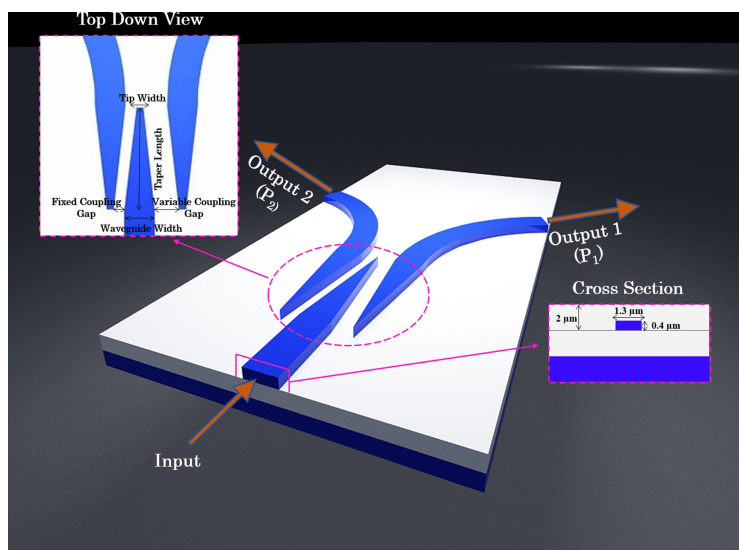 Top Down View
Tip Width
Taper Length
Fixed Coupling
Gap
Variable Coupling
Gap
Waveguide Width
Output 2
(P2)
Output 1
(P1)
Cross Section
1.3 μm
2 μm
0.4 μm
Input